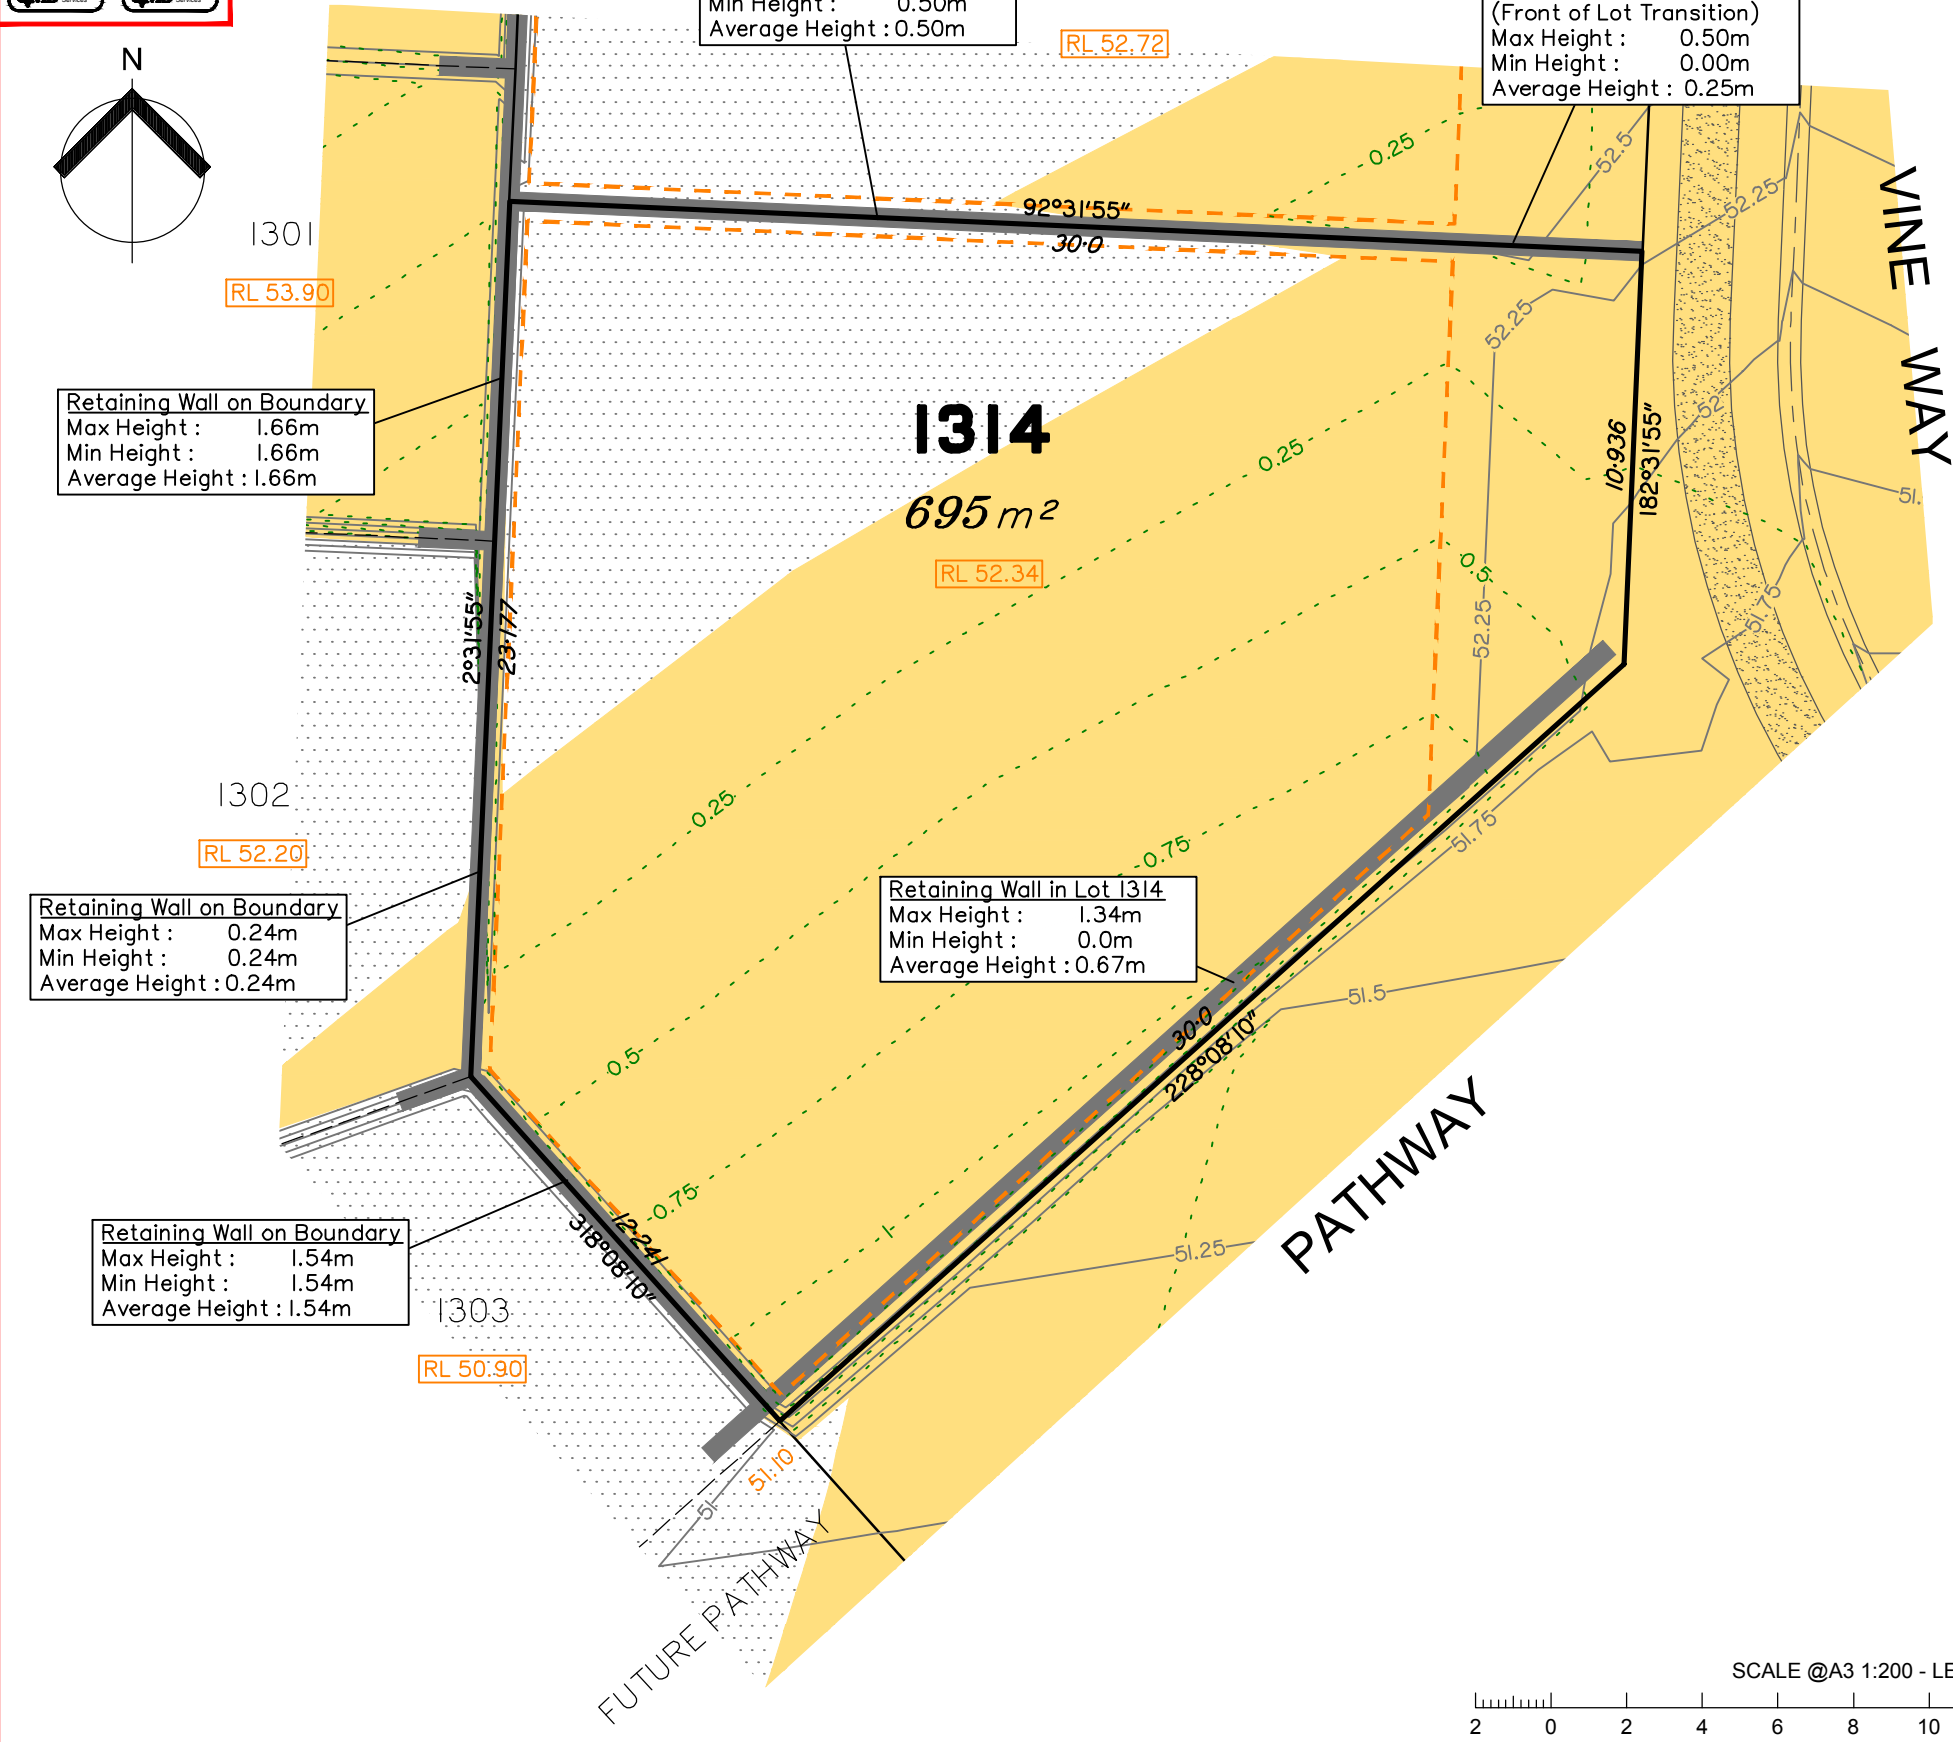 Min Height : 0.50m
Average Height : 0.50m
RL 52.72
(Front of Lot Transition)
Max Height : 0.50m
Min Height : 0.00m
Average Height : 0.25m
N
0.25
52.5
52.25
VINE WAY
92°31'55"
30·0
1301
RL 53.90
52.25
Retaining Wall on Boundary
Max Height : 1.66m
Min Height : 1.66m
Average Height : 1.66m
1314
695 m²
RL 52.34
0.25
52
10·936
182°31'55"
51.
0.5
52.25
51.75
2°31'55"
23·177
1302
RL 52.20
0.25
0.75
51.75
Retaining Wall on Boundary
Max Height : 0.24m
Min Height : 0.24m
Average Height : 0.24m
Retaining Wall in Lot 1314
Max Height : 1.34m
Min Height : 0.0m
Average Height : 0.67m
51.5
30·0
228°08'10"
0.5
0.75
1
PATHWAY
51.25
12·241
318°08'10"
Retaining Wall on Boundary
Max Height : 1.54m
Min Height : 1.54m
Average Height : 1.54m
1303
RL 50.90
51.10
51
FUTURE PATHWAY
SCALE @A3 1:200 - LE
2 0 2 4 6 8 10